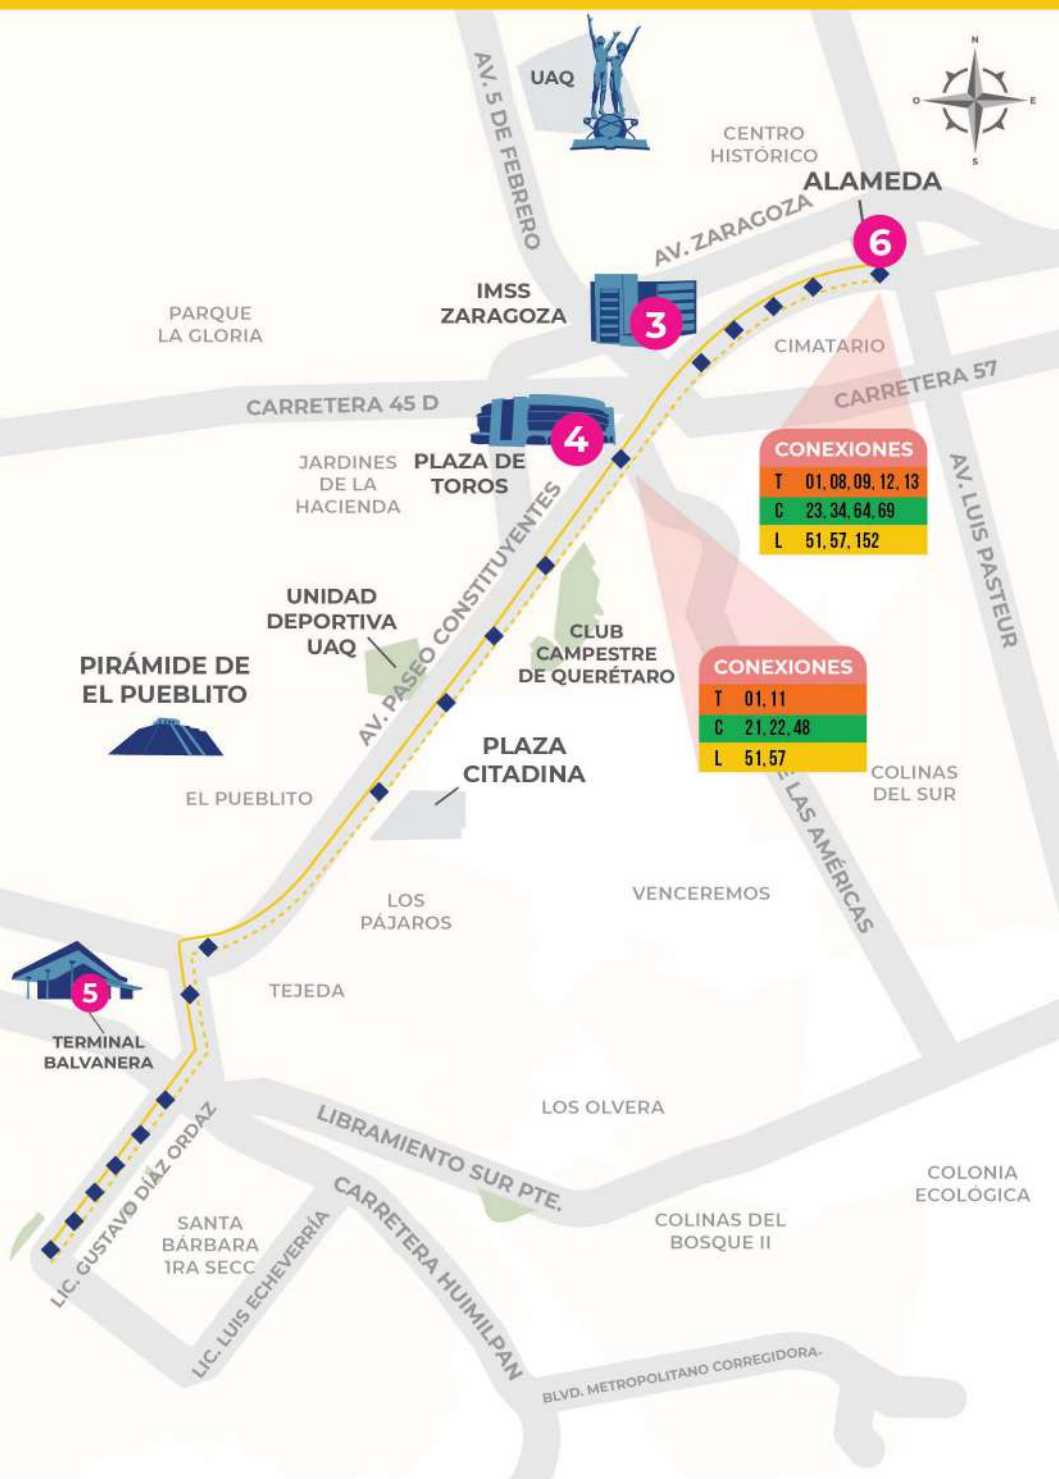 UAQ
N
O
E
S
AV. 5 DE FEBRERO
CENTRO
HISTÓRICO
ALAMEDA
6
AV. ZARAGOZA
IMSS
ZARAGOZA
3
PARQUE
LA GLORIA
CIMATARIO
CARRETERA 57
CARRETERA 45 D
4
PLAZA DE
TOROS
JARDINES
DE LA
HACIENDA
CONEXIONES
T 01, 08, 09, 12, 13
C 23, 34, 64, 69
L 51, 57, 152
AV. LUIS PASTEUR
AV. PASEO CONSTITUYENTES
UNIDAD
DEPORTIVA
UAQ
CLUB
CAMPESTRE
DE QUERÉTARO
PIRÁMIDE DE
EL PUEBLITO
CONEXIONES
T 01, 11
C 21, 22, 48
L 51, 57
PLAZA
CITADINA
EL PUEBLITO
COLINAS
DEL SUR
LAS AMÉRICAS
LOS
PÁJAROS
VENCEREMOS
5
TERMINAL
BALVANERA
TEJEDA
LIC. GUSTAVO DÍAZ ORDAZ
LIBRAMIENTO SUR PTE.
LOS OLVERA
COLONIA
ECOLÓGICA
SANTA
BÁRBARA
1RA SECC
LIC. LUIS ECHEVERRÍA
CARRETERA HUIMILPAN
COLINAS DEL
BOSQUE II
BLVD. METROPOLITANO CORREGIDORA-